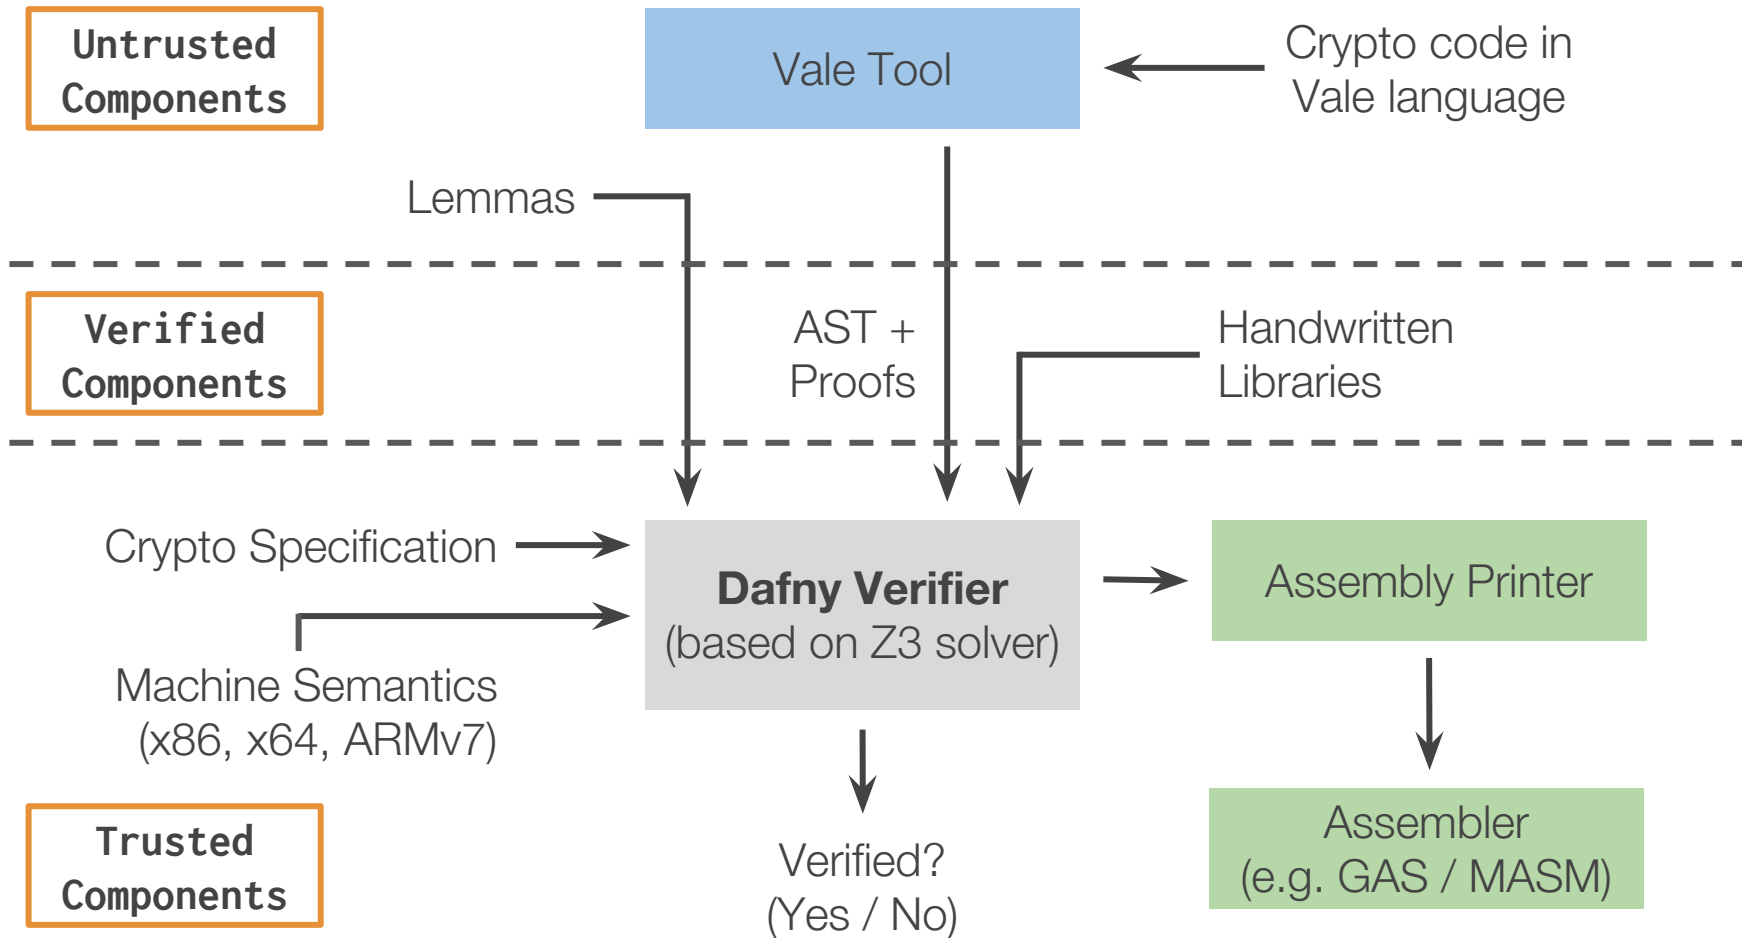 Untrusted
Components
Vale Tool
Crypto code in
Vale language
Lemmas
Verified
Components
AST +
Proofs
Handwritten
Libraries
Crypto Specification
Dafny Verifier
(based on Z3 solver)
Assembly Printer
Machine Semantics
(x86, x64, ARMv7)
Trusted
Components
Verified?
(Yes / No)
Assembler
(e.g. GAS / MASM)